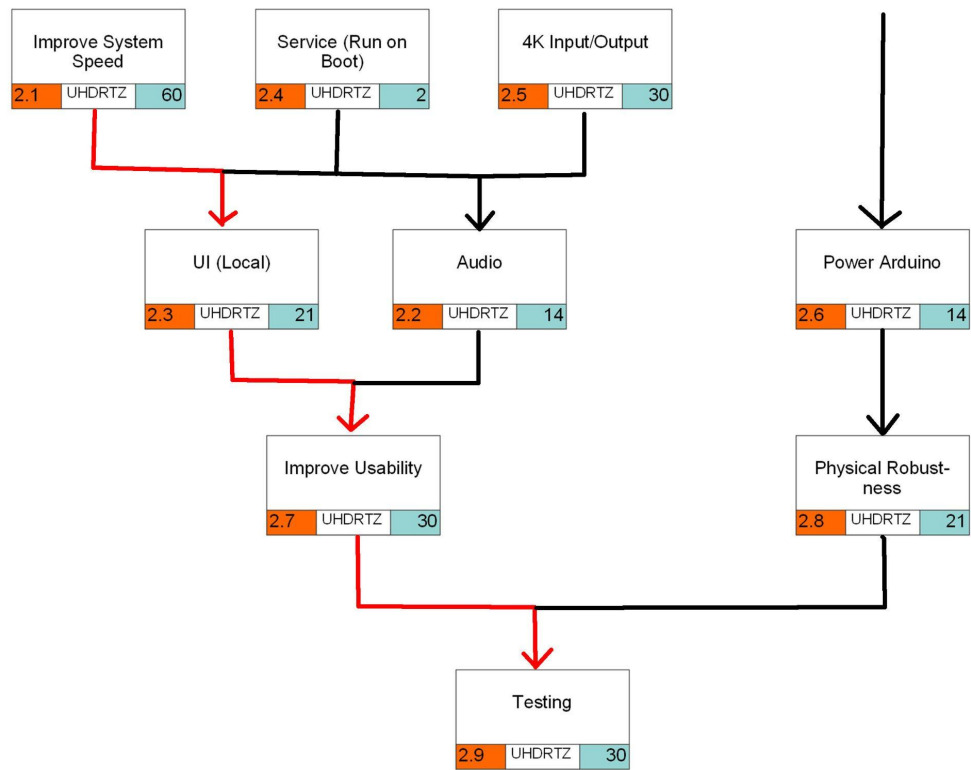 Improve System
Speed
2.1 UHDRTZ 60
Service (Run on
Boot)
2.4 UHDRTZ 2
4K Input/Output
2.5 UHDRTZ 30
UI (Local)
2.3 UHDRTZ 21
Audio
2.2 UHDRTZ 14
Power Arduino
2.6 UHDRTZ 14
Improve Usability
2.7 UHDRTZ 30
Physical Robust-
ness
2.8 UHDRTZ 21
Testing
2.9 UHDRTZ 30